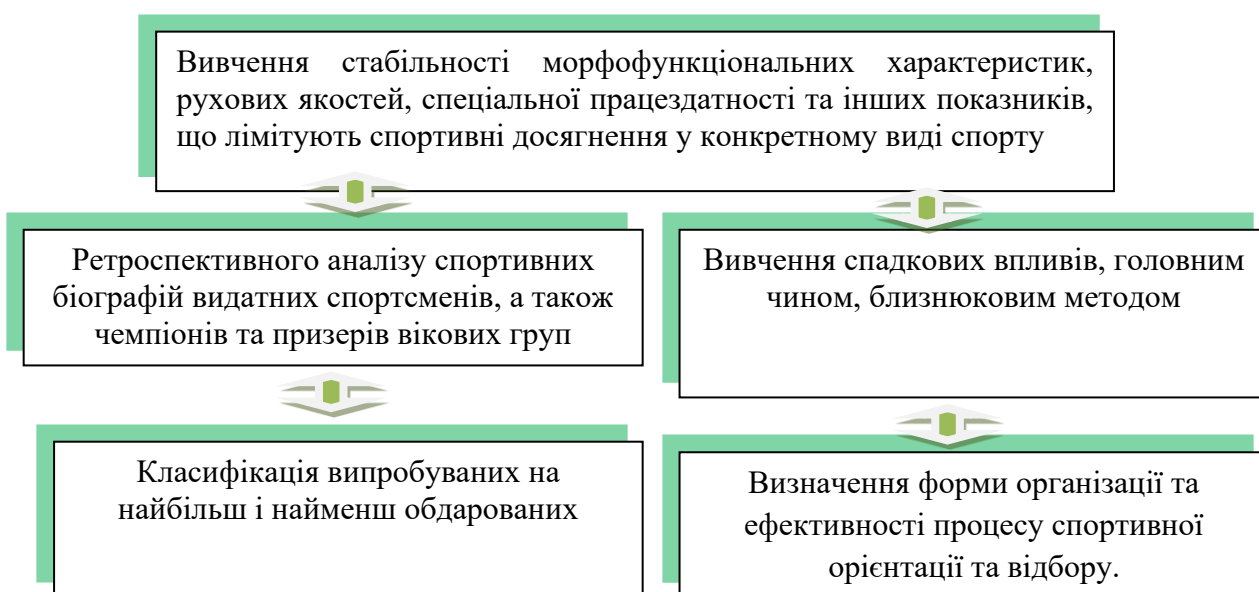 Вивчення стабільності морфофункціональних характеристик,
рухових якостей, спеціальної працездатності та інших показників,
що лімітують спортивні досягнення у конкретному виді спорту
Ретроспективного аналізу спортивних
біографій видатних спортсменів, а також
чемпіонів та призерів вікових груп
Вивчення спадкових впливів, головним
чином, близнюковим методом
Класифікація випробуваних на
найбільш і найменш обдарованих
Визначення форми організації та
ефективності процесу спортивної
орієнтації та відбору.